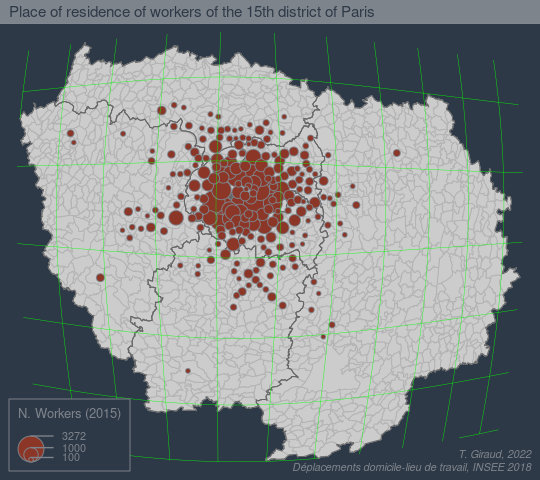 Place of residence of workers of the 15th district of Paris
N. Workers (2015)
3272
1000
100
T. Giraud, 2022
Déplacements domicile-lieu de travail, INSEE 2018